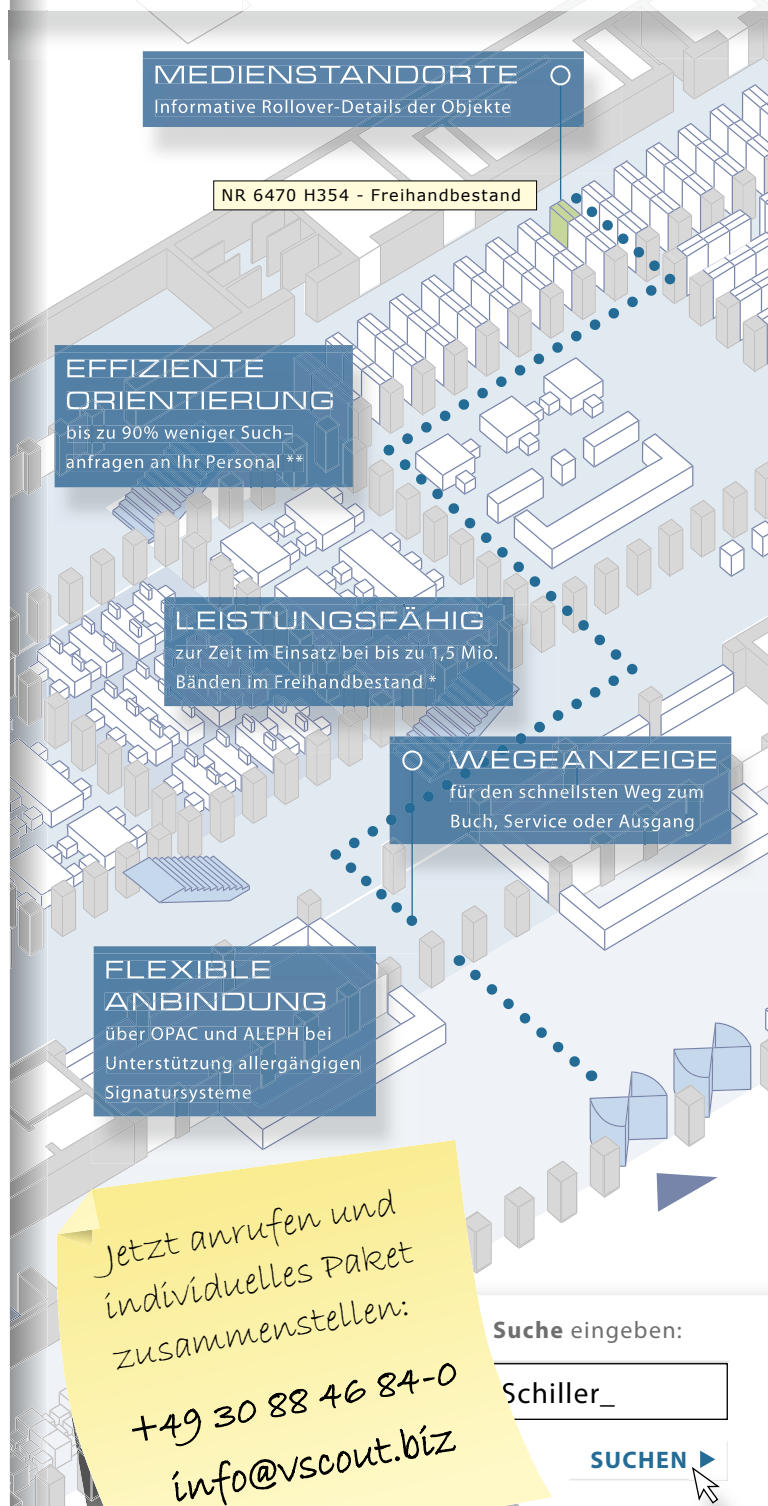 MEDIENSTANDORTE
Informative Rollover-Details der Objekte
NR 6470 H354 - Freihandbestand
EFFIZIENTE
ORIENTIERUNG
bis zu 90% weniger Such–
anfragen an Ihr Personal **
LEISTUNGSFÄHIG
zur Zeit im Einsatz bei bis zu 1,5 Mio.
Bänden im Freihandbestand *
WEGEANZEIGE
für den schnellsten Weg zum
Buch, Service oder Ausgang
FLEXIBLE
ANBINDUNG
über OPAC und ALEPH bei
Unterstützung allergängigen
Signatursysteme
Jetzt anrufen und
individuelles Paket
zusammenstellen:
+49 30 88 46 84-0
info@vscout.biz
Suche eingeben:
Schiller_
SUCHEN